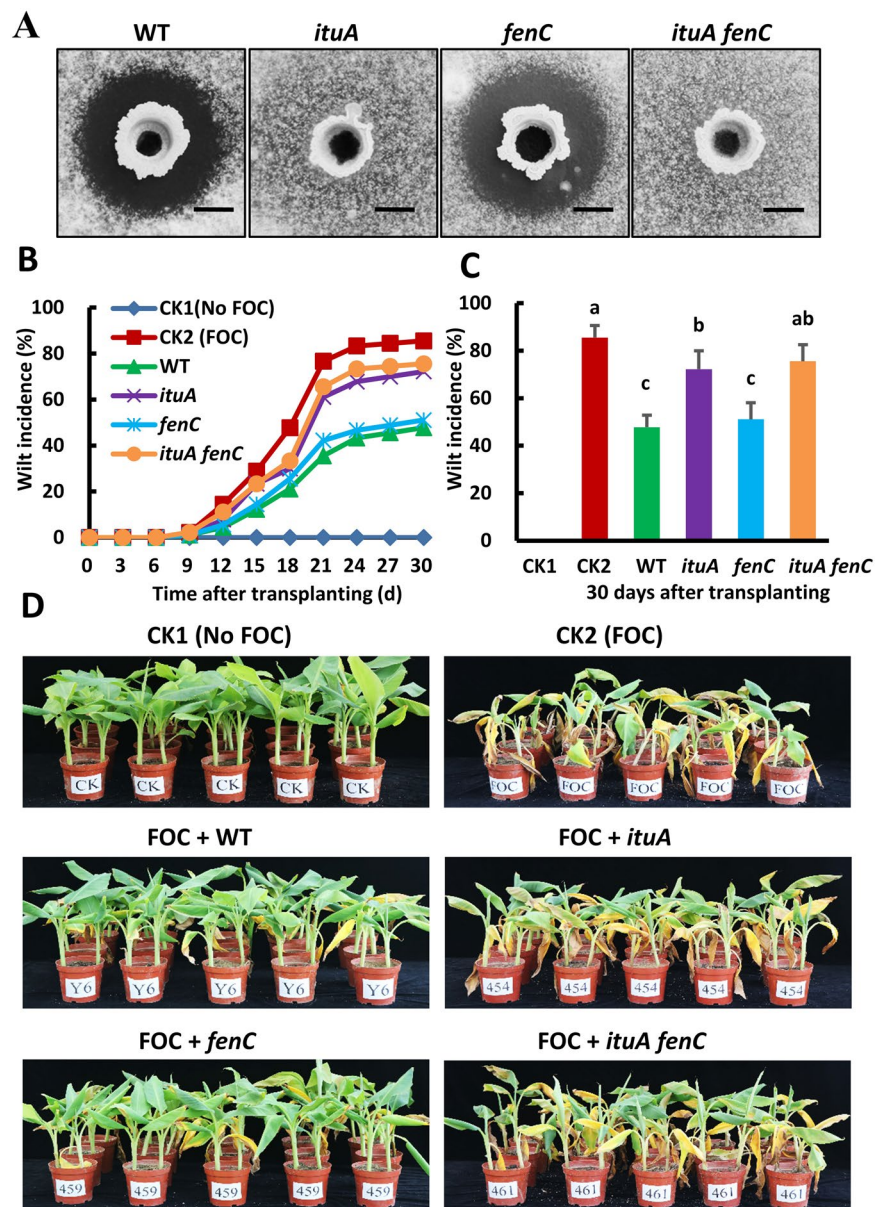 A
WT
ituA
fenC
ituA fenC
B
Wilt incidence (%)
100
80
60
40
20
0
CK1(No FOC)
CK2 (FOC)
WT
ituA
fenC
ituA fenC
0 3 6 9 12 15 18 21 24 27 30
Time after transplanting (d)
C
Wilt incidence (%)
100
80
60
40
20
0
a
c
b
c
ab
CK1 CK2 WT ituA fenC ituA fenC
30 days after transplanting
D
CK1 (No FOC)
CK CK CK CK CK
CK2 (FOC)
FOC FOC FOC FOC FOC
FOC + WT
Y6 Y6 Y6 Y6 Y6
FOC + ituA
454 454 454 454 454
FOC + fenC
459 459 459 459 459
FOC + ituA fenC
461 461 461 461 461